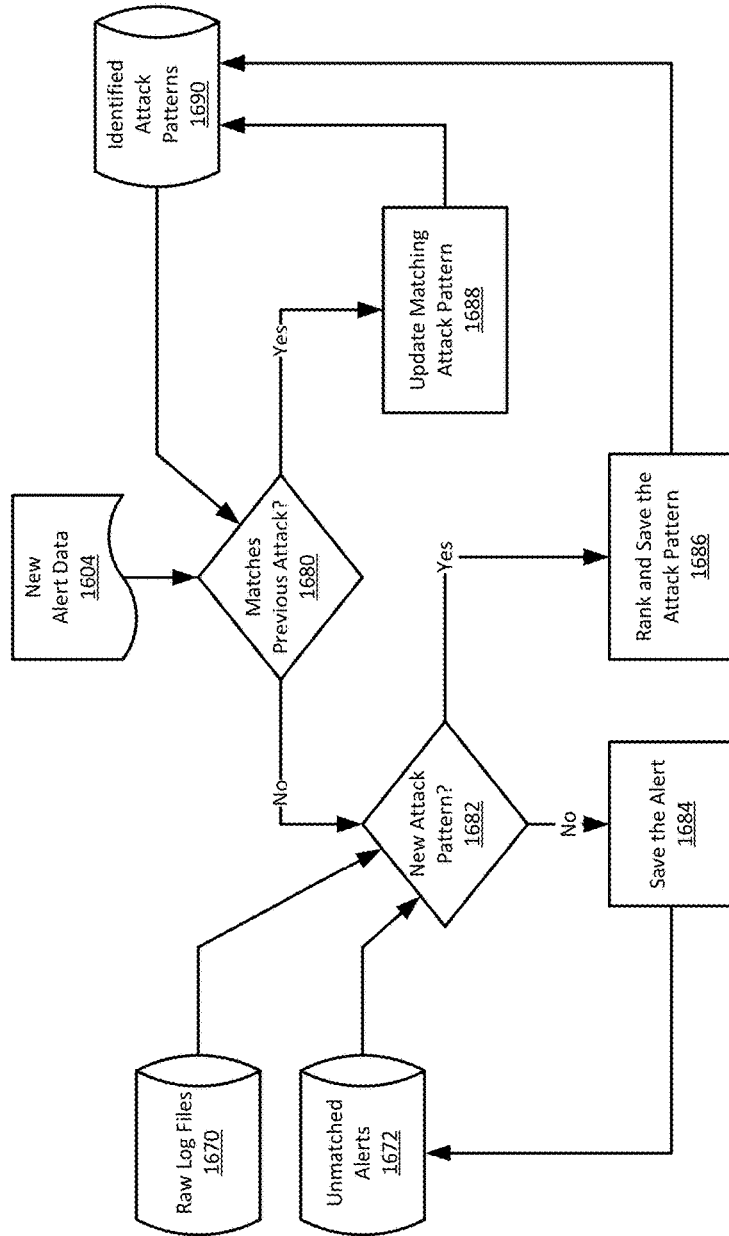 New
Alert Data
1604
Identified
Attack
Patterns
1690
Matches
Previous Attack?
1680
Yes
No
Update Matching
Attack Pattern
1688
Raw Log Files
1670
Unmatched
Alerts
1672
New Attack
Pattern?
1682
Yes
No
Save the Alert
1684
Rank and Save the
Attack Pattern
1686